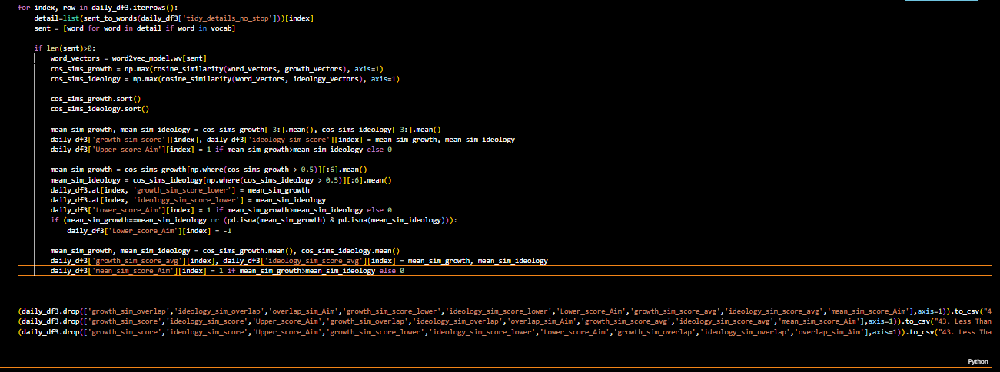 for index, row in daily_df3.iterrows():
    detail=list(sent_to_words(daily_df3['tidy_details_no_stop']))[index]
    sent = [word for word in detail if word in vocab]

    if len(sent)>0:
        word_vectors = word2vec_model.wv[sent]
        cos_sims_growth = np.max(cosine_similarity(word_vectors, growth_vectors), axis=1)
        cos_sims_ideology = np.max(cosine_similarity(word_vectors, ideology_vectors), axis=1)

        cos_sims_growth.sort()
        cos_sims_ideology.sort()

        mean_sim_growth, mean_sim_ideology = cos_sims_growth[-3:].mean(), cos_sims_ideology[-3:].mean()
        daily_df3['growth_sim_score'][index], daily_df3['ideology_sim_score'][index] = mean_sim_growth, mean_sim_ideology
        daily_df3['Upper_score_Aim'][index] = 1 if mean_sim_growth>mean_sim_ideology else 0

        mean_sim_growth = cos_sims_growth[np.where(cos_sims_growth > 0.5)][:6].mean()
        mean_sim_ideology = cos_sims_ideology[np.where(cos_sims_ideology > 0.5)][:6].mean()
        daily_df3.at[index, 'growth_sim_score_lower'] = mean_sim_growth
        daily_df3.at[index, 'ideology_sim_score_lower'] = mean_sim_ideology
        daily_df3['Lower_score_Aim'][index] = 1 if mean_sim_growth>mean_sim_ideology else 0
        if (mean_sim_growth==mean_sim_ideology or (pd.isna(mean_sim_growth) & pd.isna(mean_sim_ideology))):
            daily_df3['Lower_score_Aim'][index] = -1

        mean_sim_growth, mean_sim_ideology = cos_sims_growth.mean(), cos_sims_ideology.mean()
        daily_df3['growth_sim_score_avg'][index], daily_df3['ideology_sim_score_avg'][index] = mean_sim_growth, mean_sim_ideology
        daily_df3['mean_sim_score_Aim'][index] = 1 if mean_sim_growth>mean_sim_ideology else 0

(daily_df3.drop(['growth_sim_overlap','ideology_sim_overlap','overlap_sim_Aim','growth_sim_score_lower','ideology_sim_score_lower','Lower_score_Aim','growth_sim_score_avg','ideology_sim_score_avg','mean_sim_score_Aim'],axis=1)).to_csv("4
(daily_df3.drop(['growth_sim_score','ideology_sim_score','Upper_score_Aim','growth_sim_overlap','ideology_sim_overlap','overlap_sim_Aim','growth_sim_score_avg','ideology_sim_score_avg','mean_sim_score_Aim'],axis=1)).to_csv("43. Less Than
(daily_df3.drop(['growth_sim_score','ideology_sim_score','Upper_score_Aim','growth_sim_score_lower','ideology_sim_score_lower','Lower_score_Aim','growth_sim_overlap','ideology_sim_overlap','overlap_sim_Aim'],axis=1)).to_csv("43. Less Tha
Python